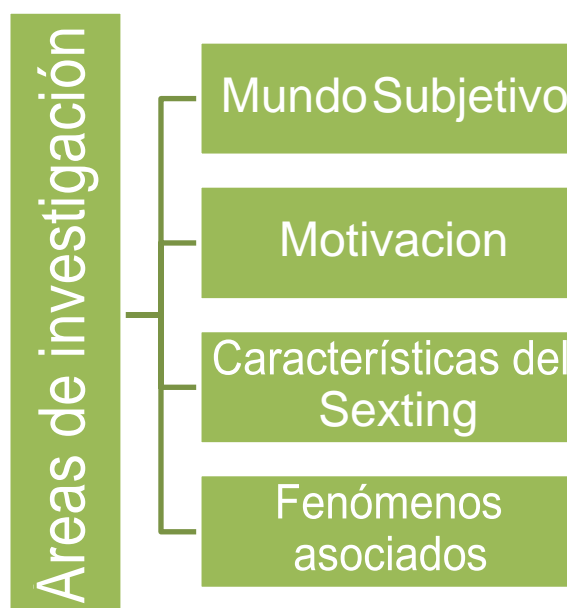 Areas de investigación
Mundo Subjetivo
Motivacion
Características del
Sexting
Fenómenos
asociados